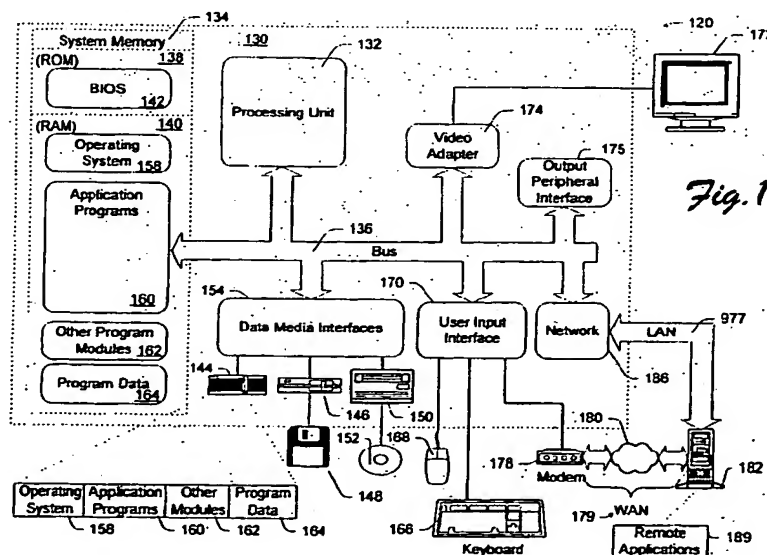 134
System Memory
(ROM) 138
BIOS
142
(RAM) 140
Operating
System 158
Application
Programs
160
Other Program
Modules 162
Program Data
164
130
132
Processing Unit
120
174
Video
Adapter
175
Output
Peripheral
Interface
Fig. 1
136
Bus
154
Data Media Interfaces
170
User Input
Interface
Network
186
LAN
977
144
146
150
152
148
168
166
Keyboard
178
Modem
180
182
WAN
179
Remote
Applications 189
Operating
System
Application
Programs
Other
Modules
Program
Data
158
160
162
164